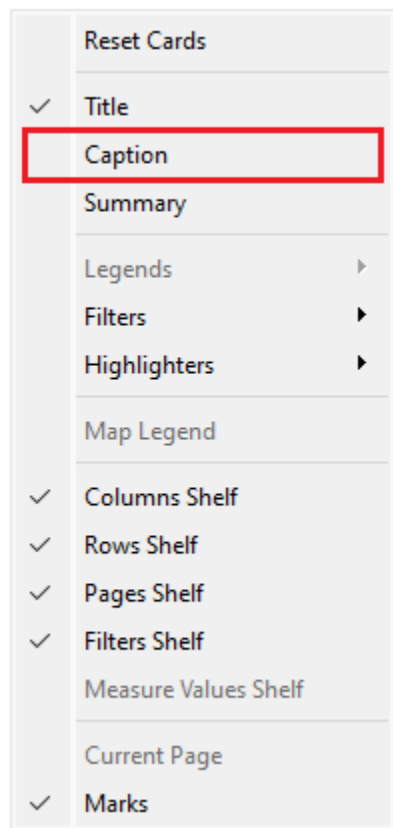 Reset Cards
Title
Caption
Summary
Legends
Filters
Highlighters
Map Legend
Columns Shelf
Rows Shelf
Pages Shelf
Filters Shelf
Measure Values Shelf
Current Page
Marks